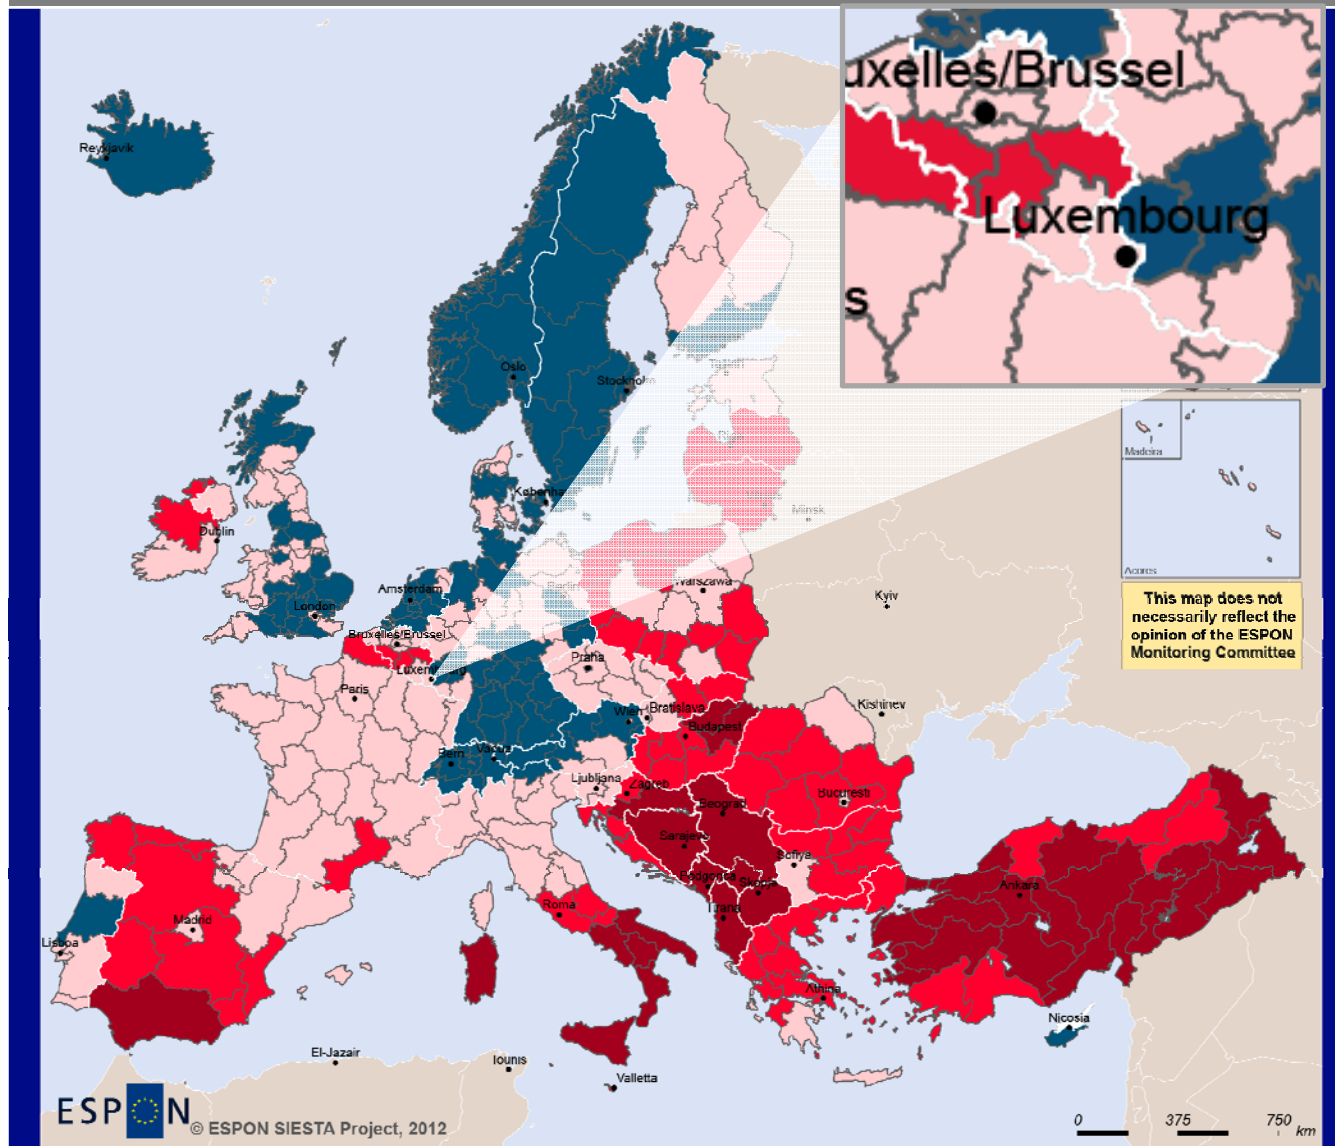 uxelles/Brussel
Luxembourg
s
Reykjavik
Oslo
Stockholm
Københa
Dublin
London
Amsterdam
Bruxelles/Brussel
Paris
Praha
Warszawa
Minsk
Kyiv
Kishinev
Wien
Bratislava
Budapest
Bern
Vaduz
Ljubljana
Zagreb
Beograd
Bucuresti
Sarajevo
Sofiya
Podgorica
Skopje
Tirana
Roma
Madrid
Lisboa
Ankara
Athina
Nicosia
El-Jazair
Tounis
Valletta
Madeira
Acores
This map does not
necessarily reflect the
opinion of the ESPON
Monitoring Committee
ESPON
© ESPON SIESTA Project, 2012
0 375 750
km